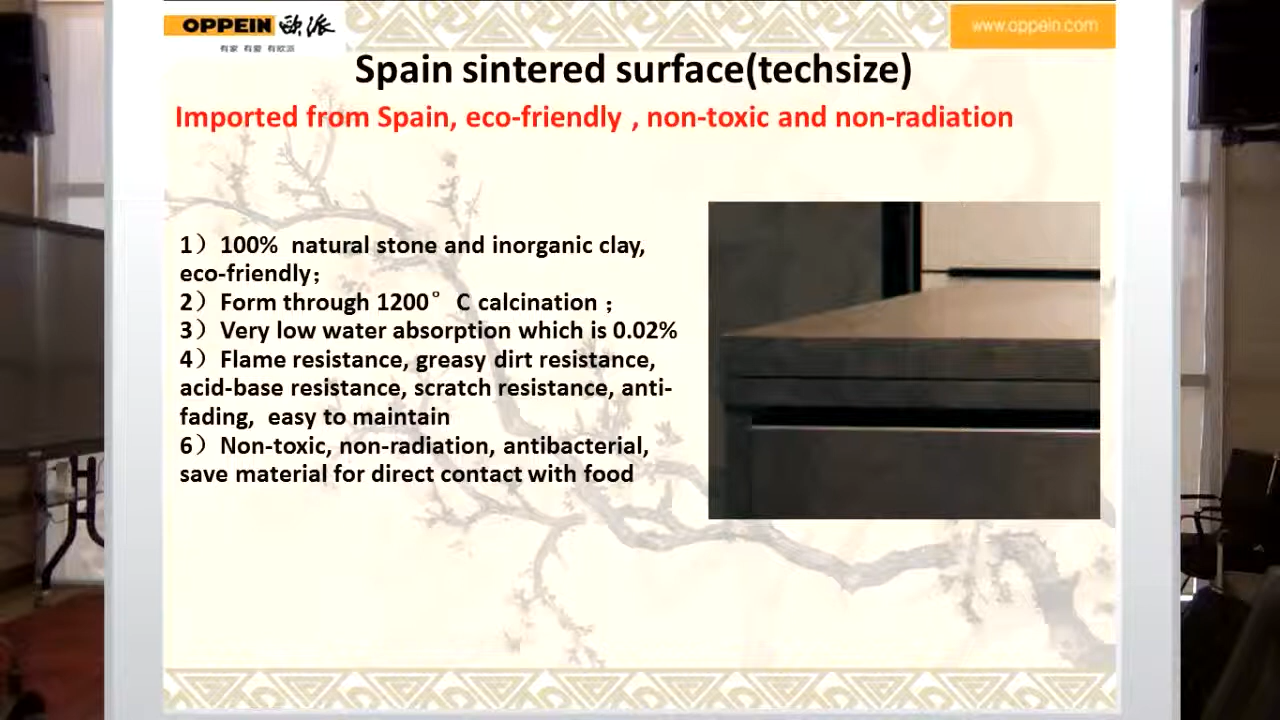 OPPEIN 欧派
有家 有爱 有欧派
www.oppein.com
Spain sintered surface(techsize)
Imported from Spain, eco-friendly , non-toxic and non-radiation
1）100%  natural stone and inorganic clay,
eco-friendly；
2）Form through 1200°  C calcination ；
3）Very low water absorption which is 0.02%
4）Flame resistance, greasy dirt resistance,
acid-base resistance, scratch resistance, anti-
fading,  easy to maintain
6）Non-toxic, non-radiation, antibacterial,
save material for direct contact with food